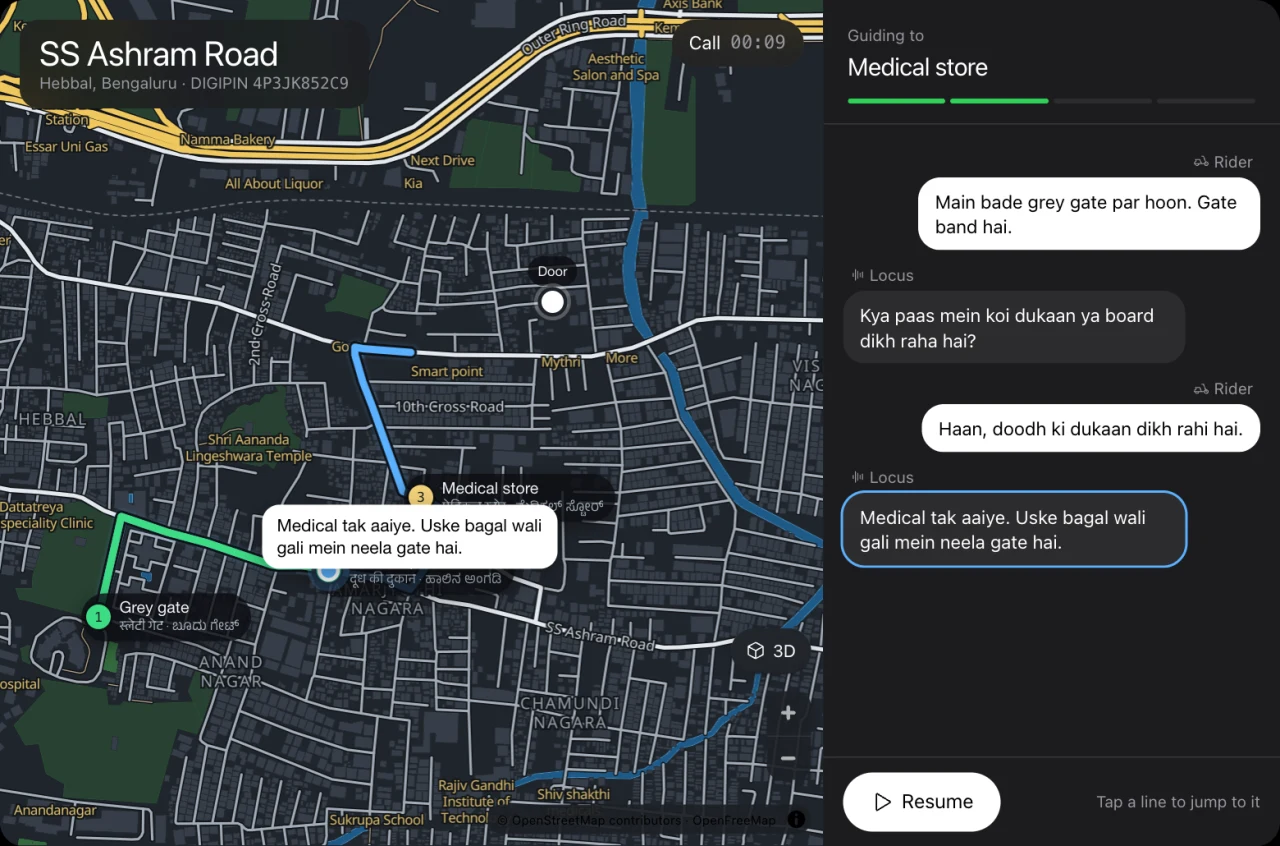 Axis Bank
Outer Ring Road
SS Ashram Road
Hebbal, Bengaluru · DIGIPIN 4P3JK852C9
Call 00:09
Aesthetic
Salon and Spa
Station
Essar Uni Gas
Namma Bakery
Next Drive
All About Liquor
Kia
2nd Cross Road
Door
Go
Smart point
Mythri
More
10th Cross Road
HEBBAL
Shri Aananda
Lingeshwara Temple
3
Medical store
Dattatreya
speciality Clinic
Medical tak aaiye. Uske bagal wali
gali mein neela gate hai.
दूध की दुकान · ಹಾಲಿನ ಅಂಗಡಿ
NAGARA
1
Grey gate
स्लेटी गेट · ಬೂದು ಗೇಟ್
SS Ashram Road
3D
ANAND
NAGAR
CHAMUNDI
NAGARA
+
−
Rajiv Gandhi
Institute of
Technol
Shiv shakthi
Anandanagar
Sukrupa School
© OpenStreetMap contributors · OpenFreeMap
Guiding to
Medical store
Rider
Main bade grey gate par hoon. Gate
band hai.
Locus
Kya paas mein koi dukaan ya board
dikh raha hai?
Rider
Haan, doodh ki dukaan dikh rahi hai.
Locus
Medical tak aaiye. Uske bagal wali
gali mein neela gate hai.
Resume
Tap a line to jump to it